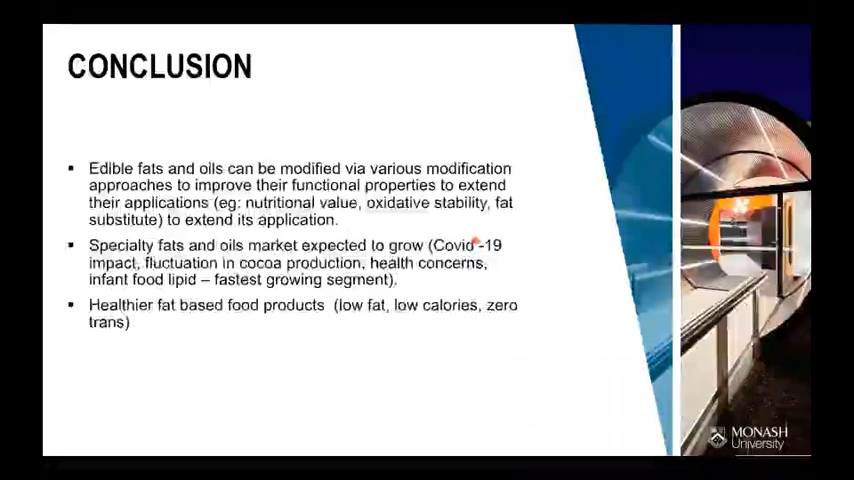 CONCLUSION
▪ Edible fats and oils can be modified via various modification
approaches to improve their functional properties to extend
their applications (eg: nutritional value, oxidative stability, fat
substitute) to extend its application.
▪ Specialty fats and oils market expected to grow (Covid -19
impact, fluctuation in cocoa production, health concerns,
infant food lipid – fastest growing segment).
▪ Healthier fat based food products (low fat, low calories, zero
trans)
MONASH
University